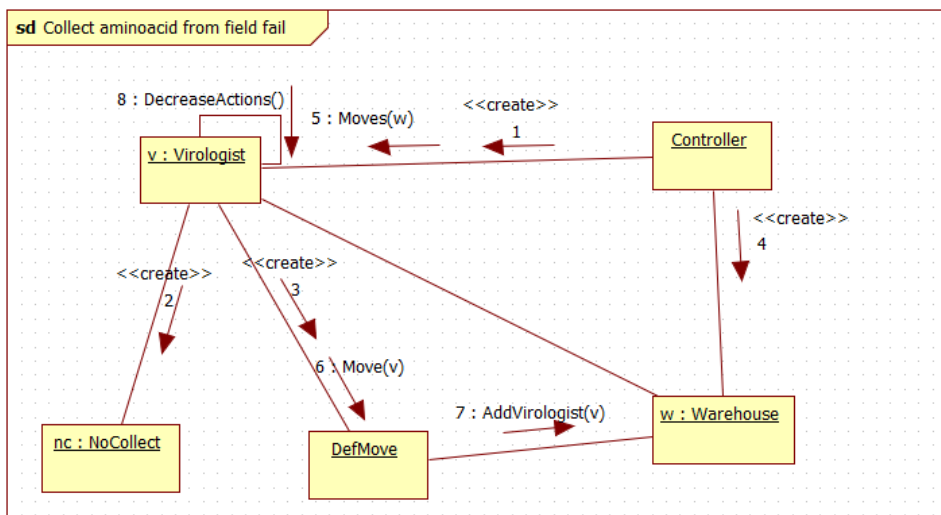 sd Collect aminoacid from field fail
8 : DecreaseActions()
5 : Moves(w)
<<create>>
1
v : Virologist
Controller
<<create>>
2
<<create>>
3
<<create>>
4
6 : Move(v)
7 : AddVirologist(v)
nc : NoCollect
DefMove
w : Warehouse